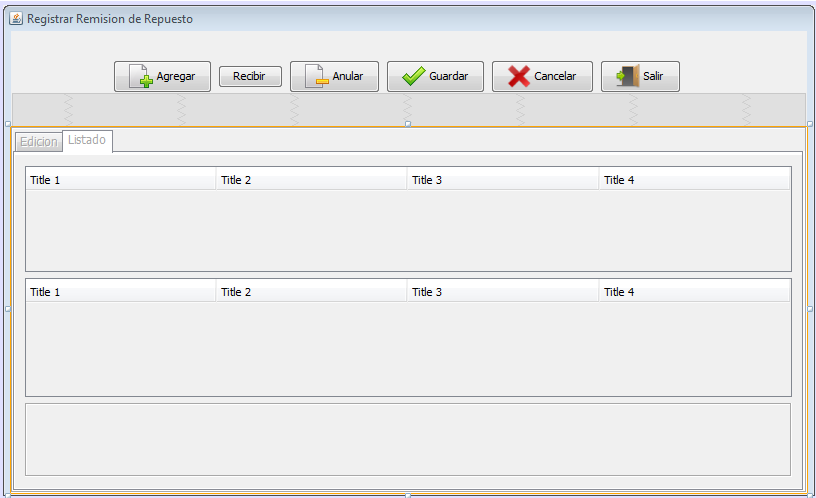 Registrar Remision de Repuesto
Agregar Recibir Anular Guardar Cancelar Salir
Edicion Listado
Title 1 Title 2 Title 3 Title 4
Title 1 Title 2 Title 3 Title 4